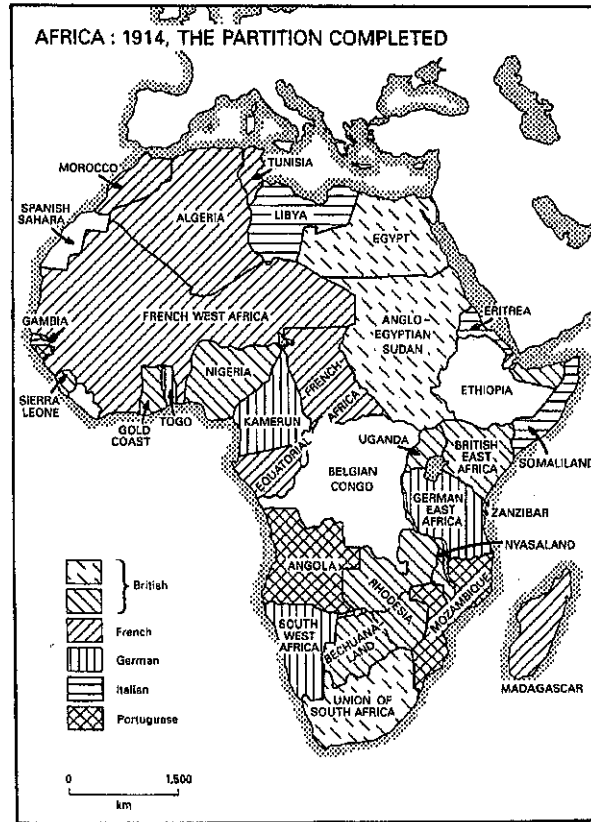 AFRICA : 1914, THE PARTITION COMPLETED
TUNISIA
MOROCCO
SPANISH
SAHARA
ALGERIA
LIBYA
EGYPT
GAMBIA
FRENCH WEST AFRICA
ANGLO-
EGYPTIAN
SUDAN
ERITREA
SIERRA
LEONE
GOLD
COAST
TOGO
NIGERIA
KAMERUN
FRENCH
EQUATORIAL
AFRICA
ETHIOPIA
UGANDA
BRITISH
EAST
AFRICA
SOMALILAND
BELGIAN
CONGO
GERMAN
EAST
AFRICA
ZANZIBAR
NYASALAND
ANGOLA
RHODESIA
MOZAMBIQUE
SOUTH
WEST
AFRICA
BECHUANA
LAND
MADAGASCAR
UNION OF
SOUTH AFRICA
British
French
German
Italian
Portuguese
0 1,500
km